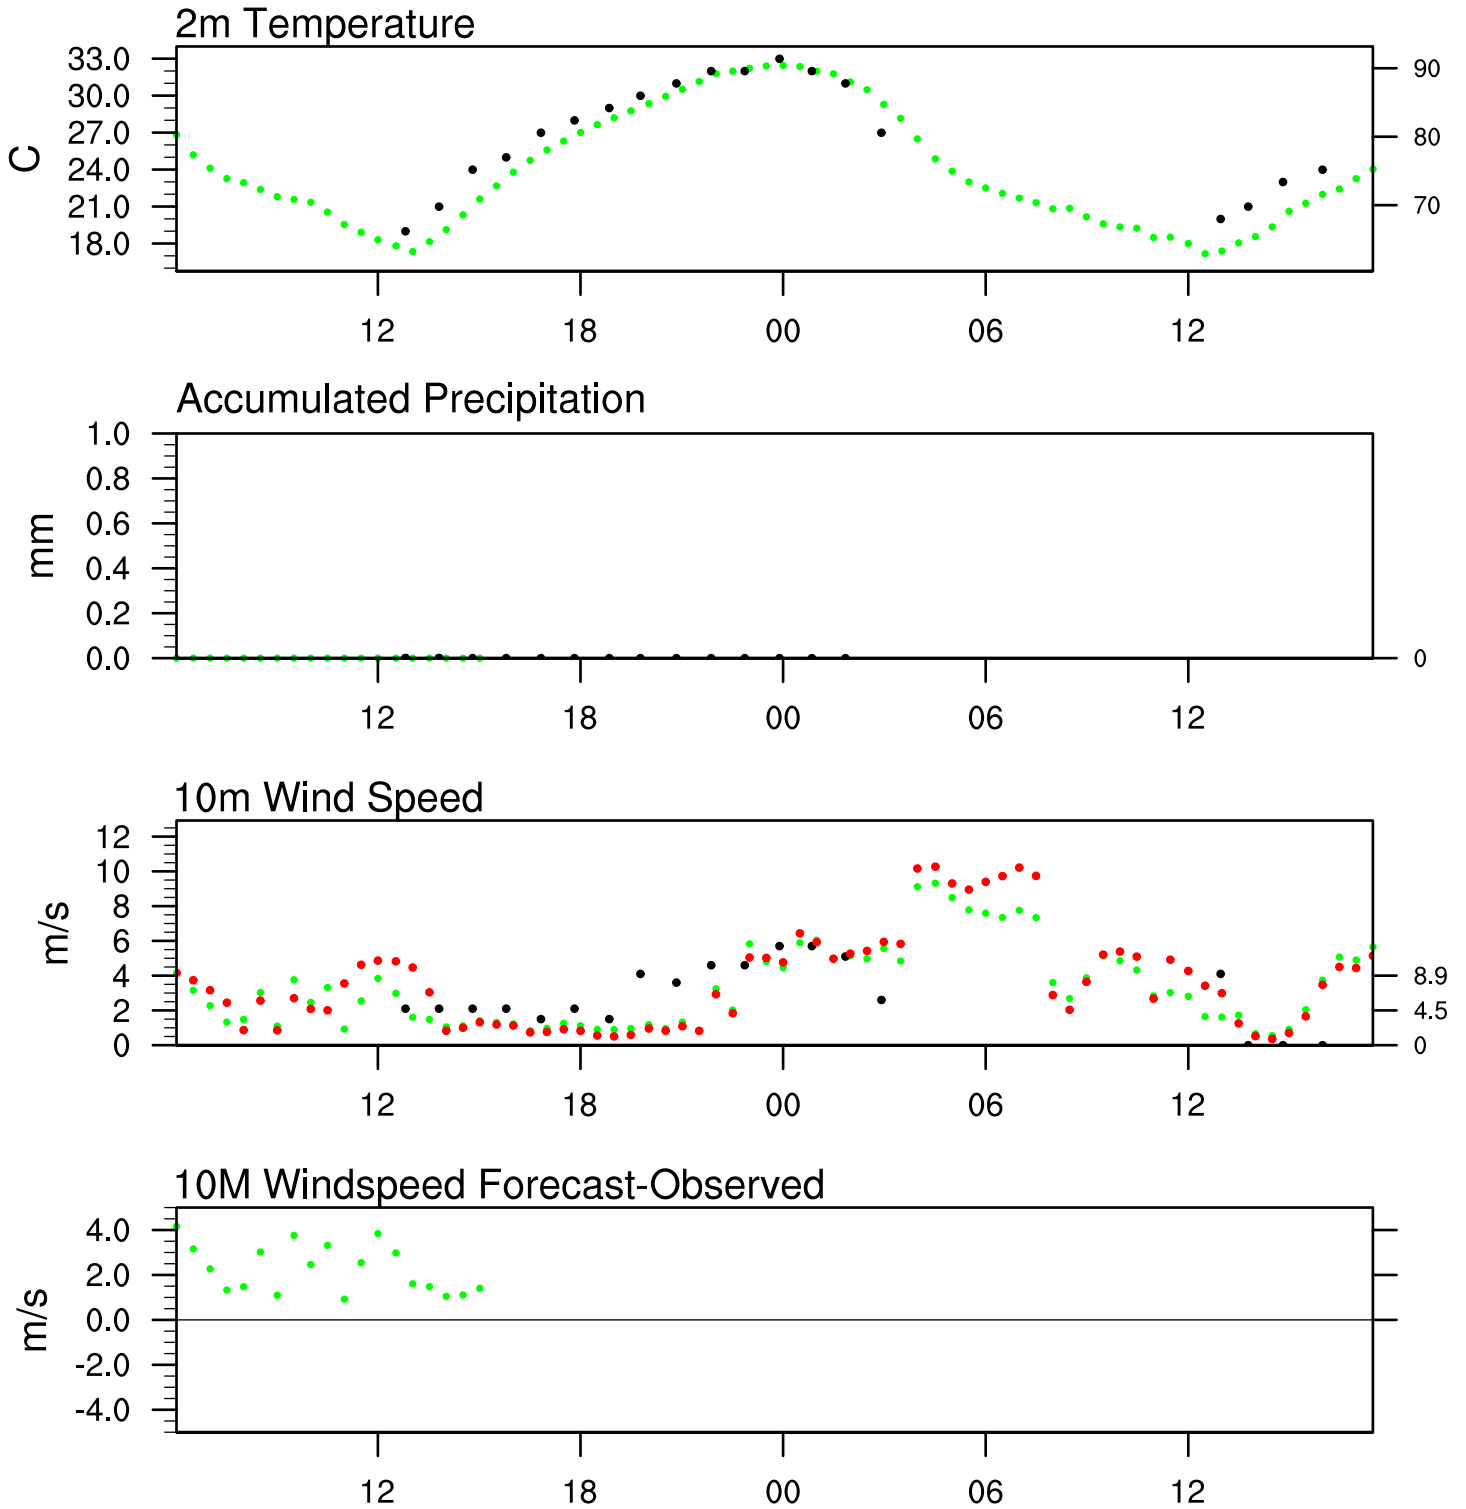 2m Temperature
33.0
30.0
27.0
24.0
21.0
18.0
C
90
80
70
12 18 00 06 12
Accumulated Precipitation
1.0
0.8
0.6
0.4
0.2
0.0
mm
0
12 18 00 06 12
10m Wind Speed
12
10
8
6
4
2
0
m/s
8.9
4.5
0
12 18 00 06 12
10M Windspeed Forecast-Observed
4.0
2.0
0.0
-2.0
-4.0
m/s
12 18 00 06 12